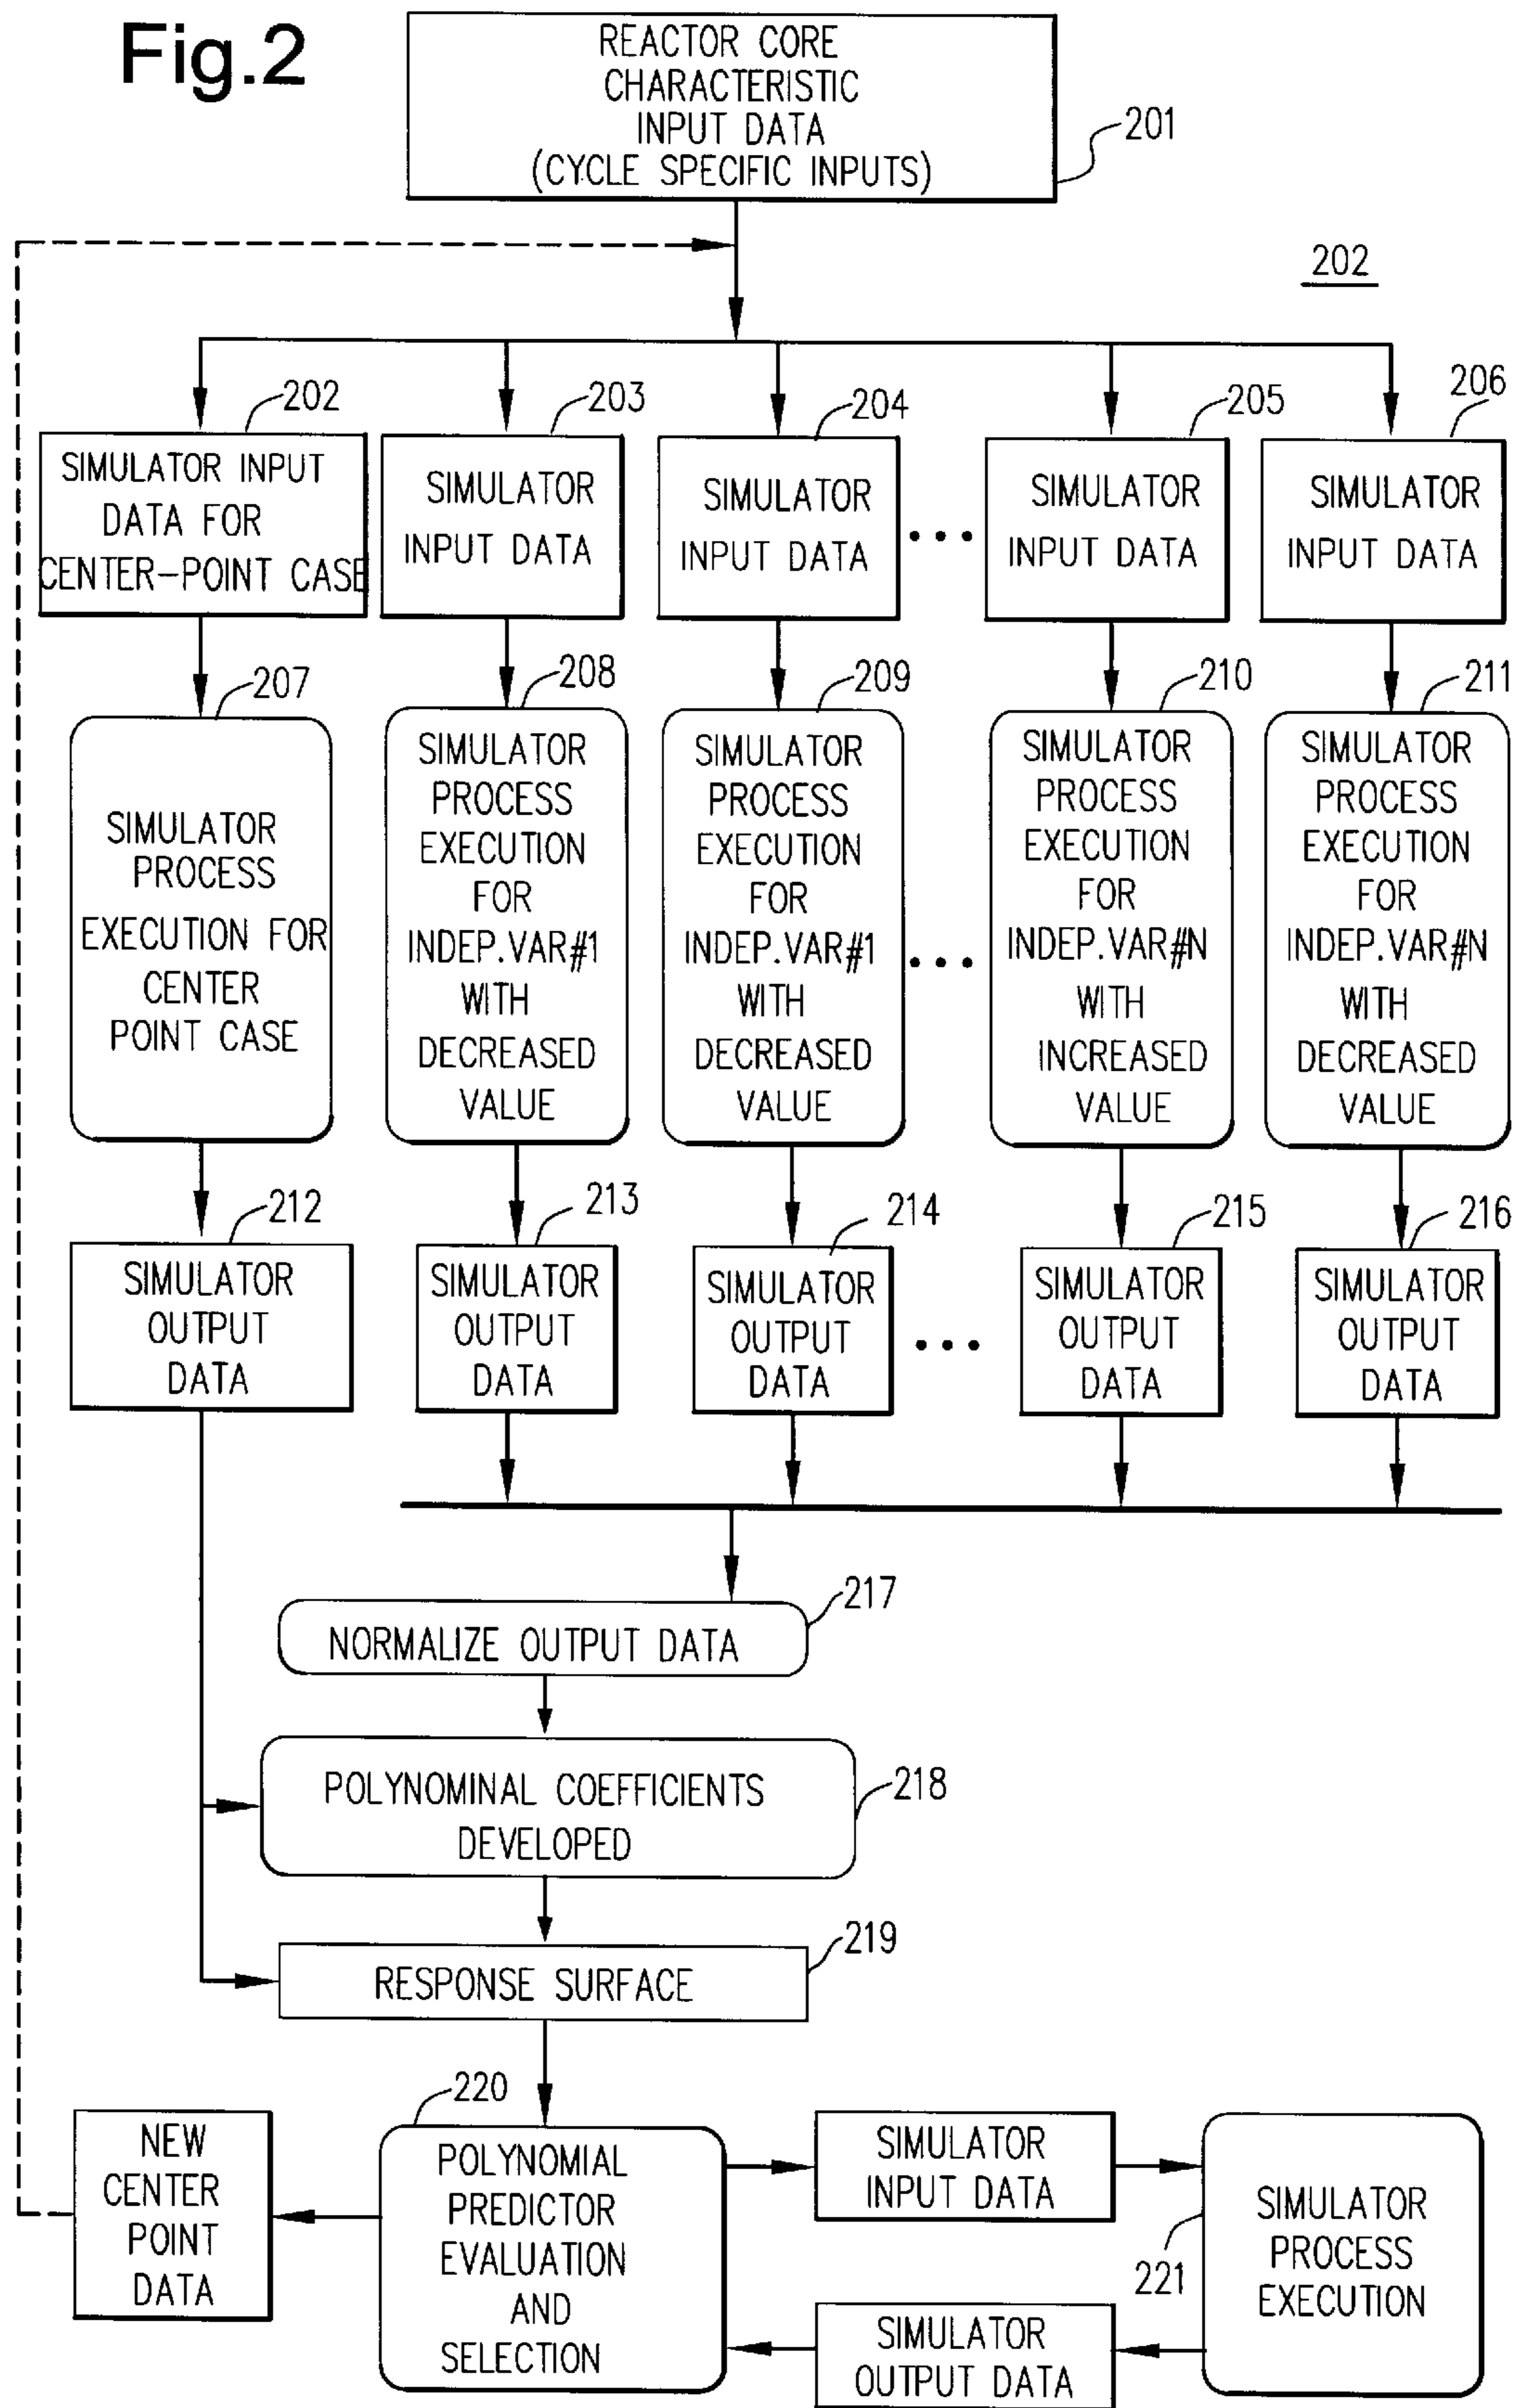 Fig.2
REACTOR CORE
CHARACTERISTIC
INPUT DATA
(CYCLE SPECIFIC INPUTS)
201
202
202
203
204
205
206
SIMULATOR INPUT
DATA FOR
CENTER-POINT CASE
SIMULATOR
INPUT DATA
SIMULATOR
INPUT DATA
...
SIMULATOR
INPUT DATA
SIMULATOR
INPUT DATA
207
208
209
210
211
SIMULATOR
PROCESS
EXECUTION FOR
CENTER
POINT CASE
SIMULATOR
PROCESS
EXECUTION
FOR
INDEP.VAR#1
WITH
DECREASED
VALUE
SIMULATOR
PROCESS
EXECUTION
FOR
INDEP.VAR#1
WITH
DECREASED
VALUE
...
SIMULATOR
PROCESS
EXECUTION
FOR
INDEP.VAR#N
WITH
INCREASED
VALUE
SIMULATOR
PROCESS
EXECUTION
FOR
INDEP.VAR#N
WITH
DECREASED
VALUE
212
213
214
215
216
SIMULATOR
OUTPUT
DATA
SIMULATOR
OUTPUT
DATA
SIMULATOR
OUTPUT
DATA
...
SIMULATOR
OUTPUT
DATA
SIMULATOR
OUTPUT
DATA
217
NORMALIZE OUTPUT DATA
218
POLYNOMINAL COEFFICIENTS
DEVELOPED
219
RESPONSE SURFACE
220
NEW
CENTER
POINT
DATA
POLYNOMIAL
PREDICTOR
EVALUATION
AND
SELECTION
SIMULATOR
INPUT DATA
SIMULATOR
OUTPUT DATA
221
SIMULATOR
PROCESS
EXECUTION